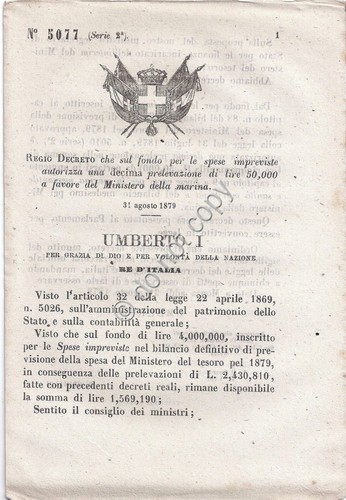 N° 5077 (Serie 2ª) 1
REGIO DECRETO che sul fondo per le spese impreviste
autorizza una decima prelevazione di lire 50,000
a favore del Ministero della marina.
31 agosto 1879
UMBERTO I
PER GRAZIA DI DIO E PER VOLONTÀ DELLA NAZIONE
RE D'ITALIA
Visto l'articolo 32 della legge 22 aprile 1869,
n. 5026, sull'amministrazione del patrimonio dello
Stato e sulla contabilità generale;
Visto che sul fondo di lire 4,000,000, inscritto
per le Spese impreviste nel bilancio definitivo di pre-
visione della spesa del Ministero del tesoro pel 1879,
in conseguenza delle prelevazioni di L. 2,430,810,
fatte con precedenti decreti reali, rimane disponibile
la somma di lire 1,569,190;
Sentito il consiglio dei ministri;
do not copy